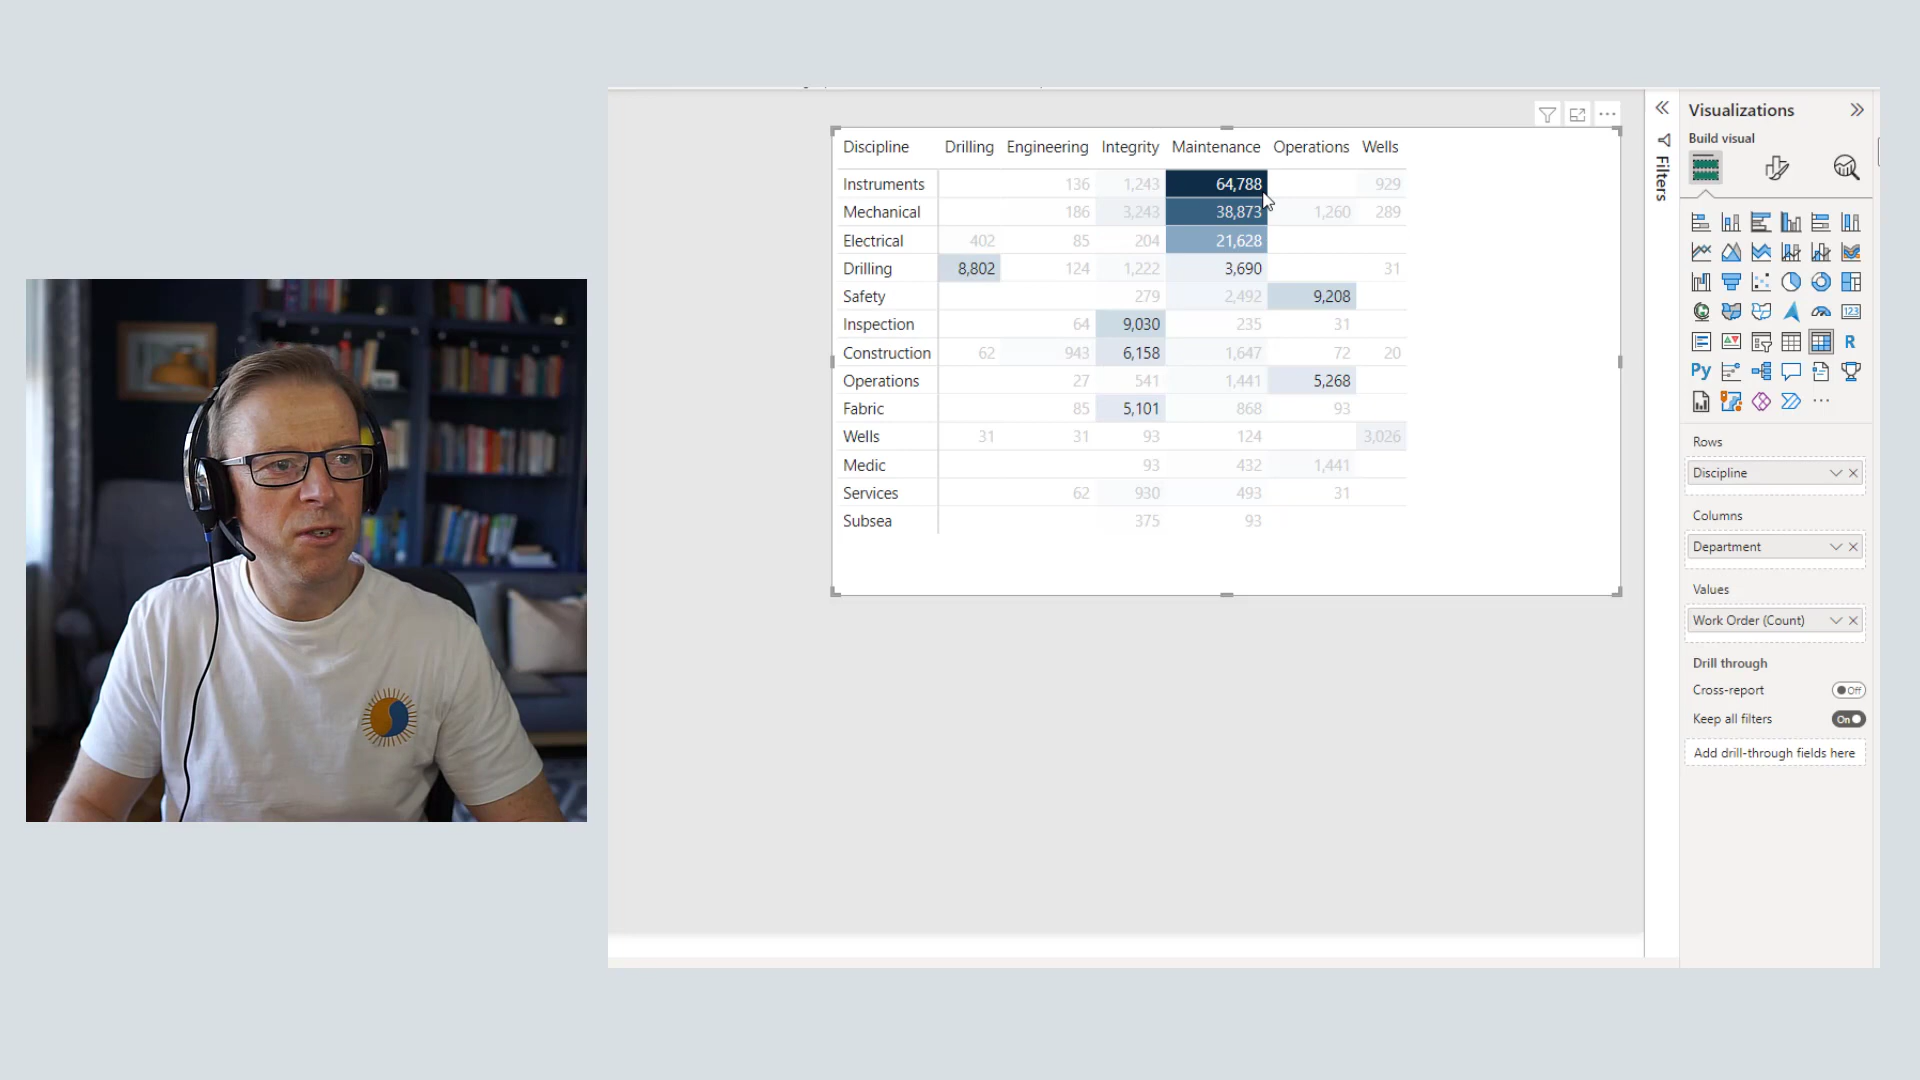 Discipline Drilling Engineering Integrity Maintenance Operations Wells
Instruments 136 1,243 64,788 929
Mechanical 186 3,243 38,873 1,260 289
Electrical 402 85 204 21,628
Drilling 8,802 124 1,222 3,690 31
Safety 279 2,492 9,208
Inspection 64 9,030 235 31
Construction 62 943 6,158 1,647 72 20
Operations 27 541 1,441 5,268
Fabric 85 5,101 868 93
Wells 31 31 93 124 3,026
Medic 93 432 1,441
Services 62 930 493 31
Subsea 375 93
Filters
Visualizations
Build visual
123
R
Py
Rows
Discipline
Columns
Department
Values
Work Order (Count)
Drill through
Cross-report Off
Keep all filters On
Add drill-through fields here